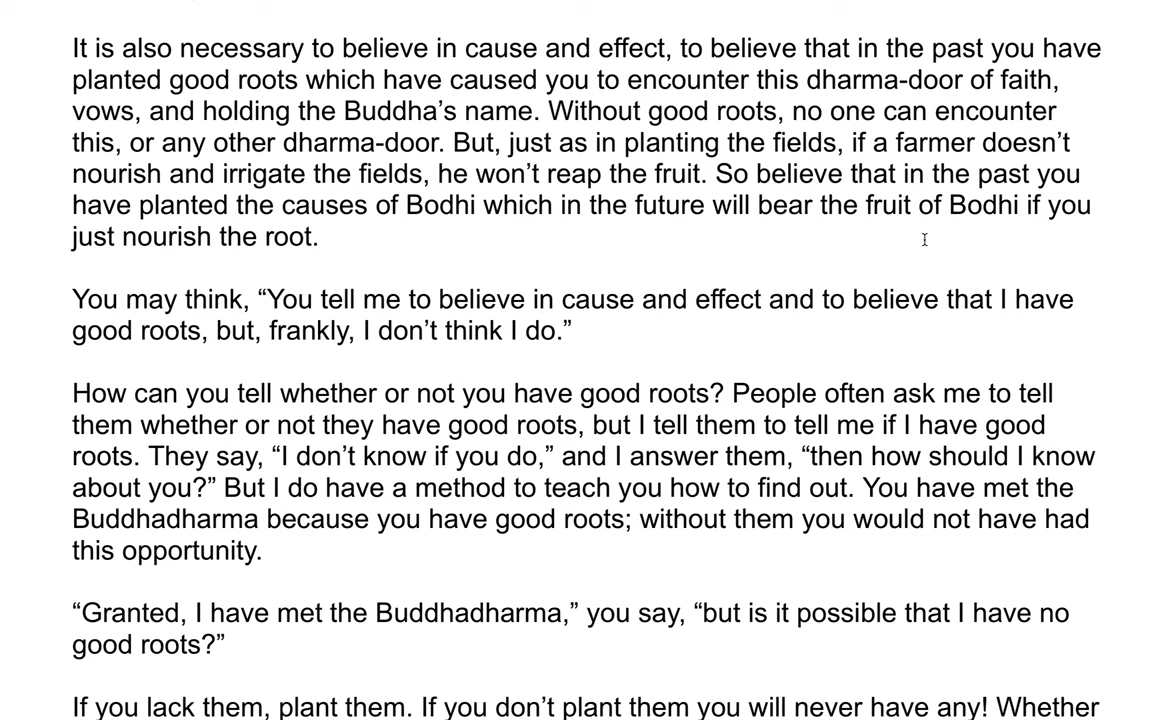 It is also necessary to believe in cause and effect, to believe that in the past you have
planted good roots which have caused you to encounter this dharma-door of faith,
vows, and holding the Buddha’s name. Without good roots, no one can encounter
this, or any other dharma-door. But, just as in planting the fields, if a farmer doesn’t
nourish and irrigate the fields, he won’t reap the fruit. So believe that in the past you
have planted the causes of Bodhi which in the future will bear the fruit of Bodhi if you
just nourish the root.
You may think, “You tell me to believe in cause and effect and to believe that I have
good roots, but, frankly, I don’t think I do.”
How can you tell whether or not you have good roots? People often ask me to tell
them whether or not they have good roots, but I tell them to tell me if I have good
roots. They say, “I don’t know if you do,” and I answer them, “then how should I know
about you?” But I do have a method to teach you how to find out. You have met the
Buddhadharma because you have good roots; without them you would not have had
this opportunity.
“Granted, I have met the Buddhadharma,” you say, “but is it possible that I have no
good roots?”
If you lack them, plant them. If you don’t plant them you will never have any! Whether